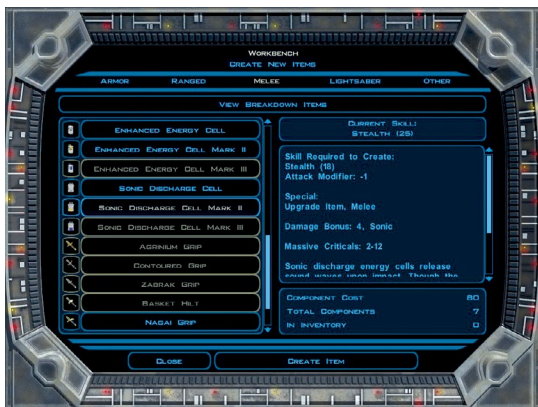 WORKBENCH
CREATE NEW ITEMS
ARMOR RANGED MELEE LIGHTSABER OTHER
VIEW BREAKDOWN ITEMS
ENHANCED ENERGY CELL
ENHANCED ENERGY CELL MARK II
ENHANCED ENERGY CELL MARK III
SONIC DISCHARGE CELL
SONIC DISCHARGE CELL MARK II
SONIC DISCHARGE CELL MARK III
AGRINIUM GRIP
CONTOURED GRIP
ZABRAK GRIP
BASKET HILT
NAGAI GRIP
CURRENT SKILL:
STEALTH (25)
Skill Required to Create:
Stealth (18)
Attack Modifier: -1
Special:
Upgrade Item, Melee
Damage Bonus: 4, Sonic
Massive Criticals: 2-12
Sonic discharge energy cells release
sound waves upon impact. Though the
COMPONENT COST 80
TOTAL COMPONENTS 7
IN INVENTORY 0
CLOSE CREATE ITEM